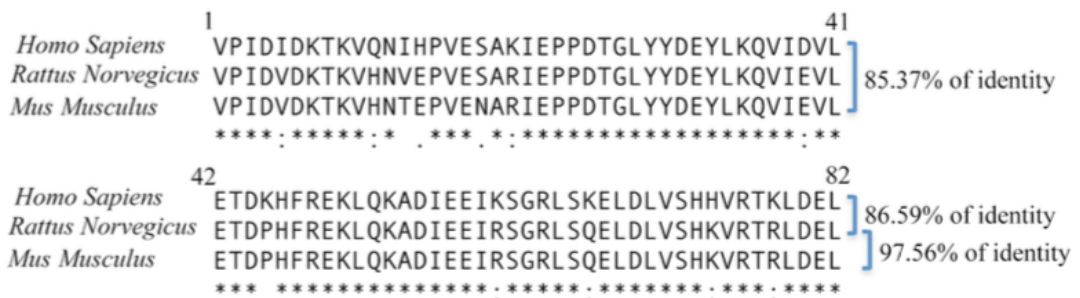 1 41
Homo Sapiens VPIDIDKTKVQNIHPVESAKIEPPDTGLYYDEYLKQVIDVL
Rattus Norvegicus VPIDVDKTKVHNVEPVESARIEPPDTGLYYDEYLKQVIEVL 85.37% of identity
Mus Musculus VPIDVDKTKVHNTEPVENARIEPPDTGLYYDEYLKQVIEVL
****:*****:* .***.*:******************:**
42 82
Homo Sapiens ETDKHFREKLQKADIEEIKSGRLSKELDLVSHHVRTKLDEL 86.59% of identity
Rattus Norvegicus ETDPHFREKLQKADIEEIRSGRLSQELDLVSHKVRTRLDEL
Mus Musculus ETDPHFREKLQKADIEEIRSGRLSQELDLVSHKVRTRLDEL 97.56% of identity
*** **************:*****:*******:***:****